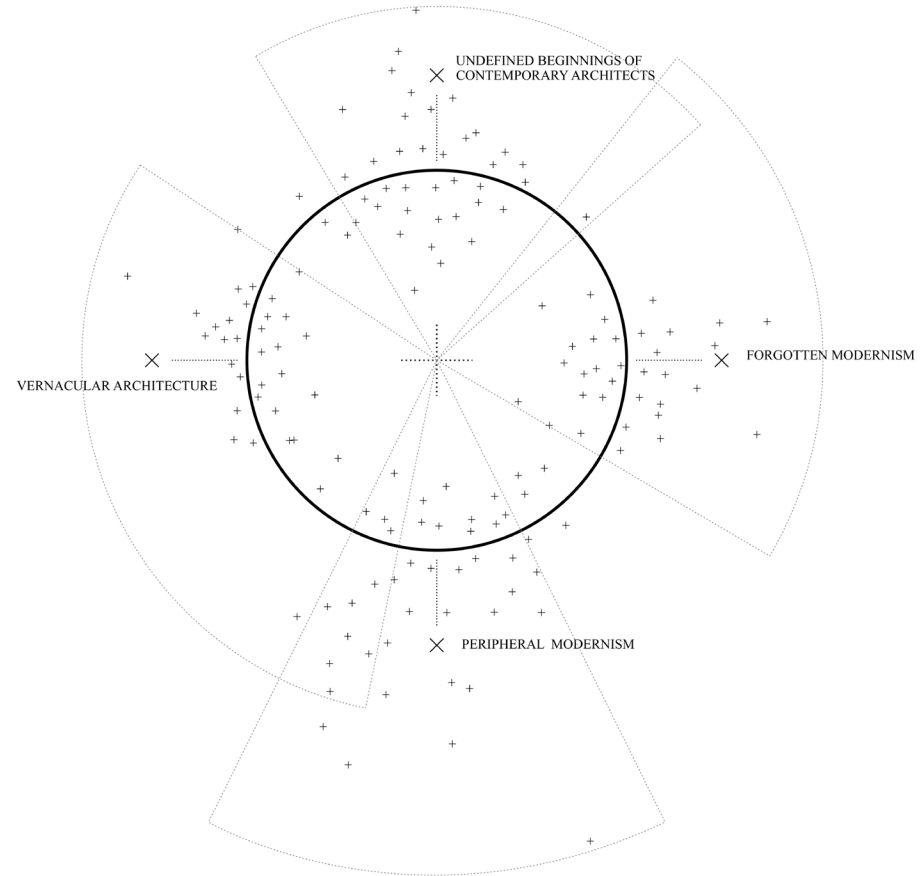 UNDEFINED BEGINNINGS OF
CONTEMPORARY ARCHITECTS
FORGOTTEN MODERNISM
VERNACULAR ARCHITECTURE
PERIPHERAL MODERNISM